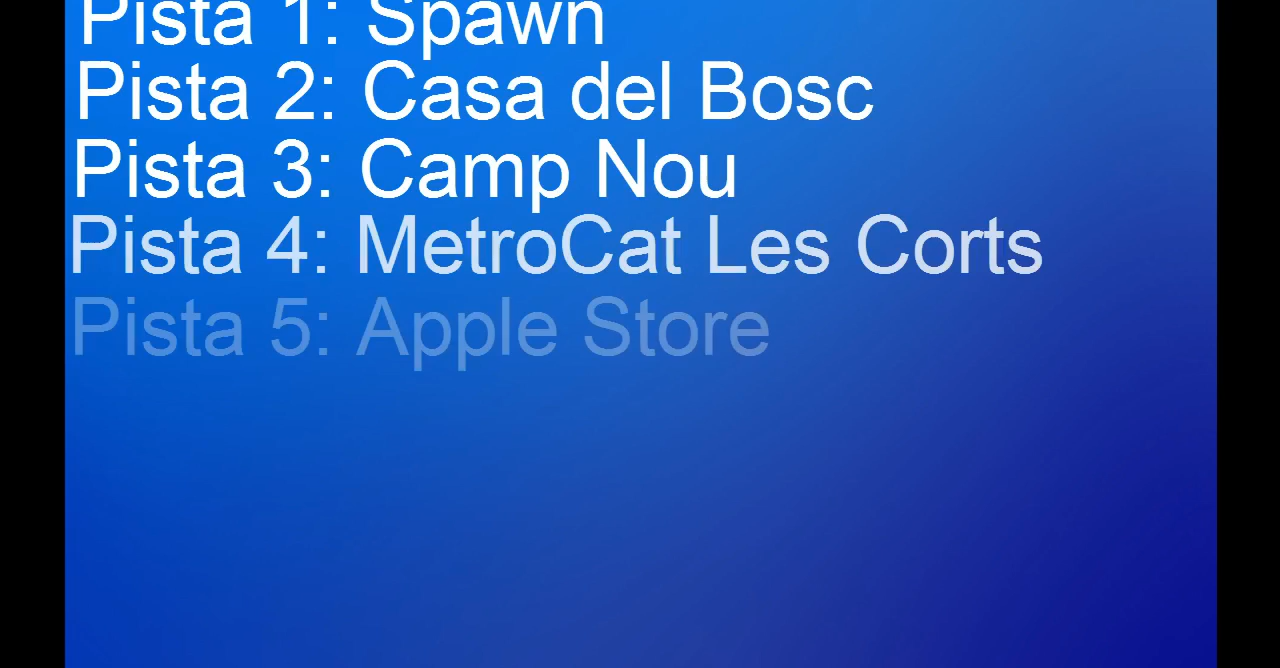 Pista 1: Spawn
Pista 2: Casa del Bosc
Pista 3: Camp Nou
Pista 4: MetroCat Les Corts
Pista 5: Apple Store